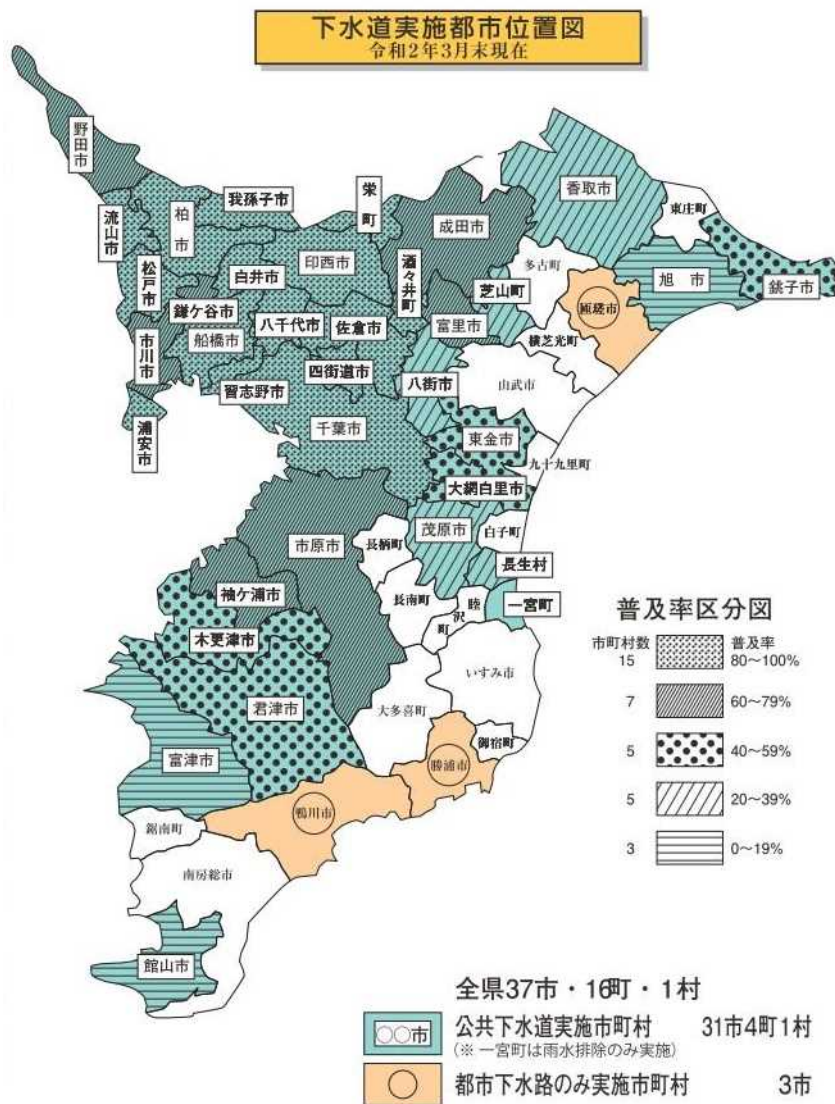 下水道実施都市位置図
令和2年3月末現在
野田市
流山市
柏市
我孫子市
栄町
成田市
香取市
東庄町
松戸市
白井市
印西市
酒々井町
芝山町
多古町
旭市
銚子市
匝瑳市
鎌ケ谷市
八千代市
佐倉市
富里市
横芝光町
市川市
船橋市
習志野市
四街道市
八街市
山武市
浦安市
千葉市
東金市
九十九里町
大網白里市
市原市
長柄町
茂原市
白子町
長生村
袖ケ浦市
長南町
睦沢町
一宮町
木更津市
いすみ市
君津市
大多喜町
御宿町
富津市
勝浦市
鴨川市
鋸南町
南房総市
館山市
普及率区分図
市町村数 普及率
15 80～100%
7 60～79%
5 40～59%
5 20～39%
3 0～19%
全県37市・16町・1村
○○市 公共下水道実施市町村 31市4町1村
(※ 一宮町は雨水排除のみ実施)
都市下水路のみ実施市町村 3市